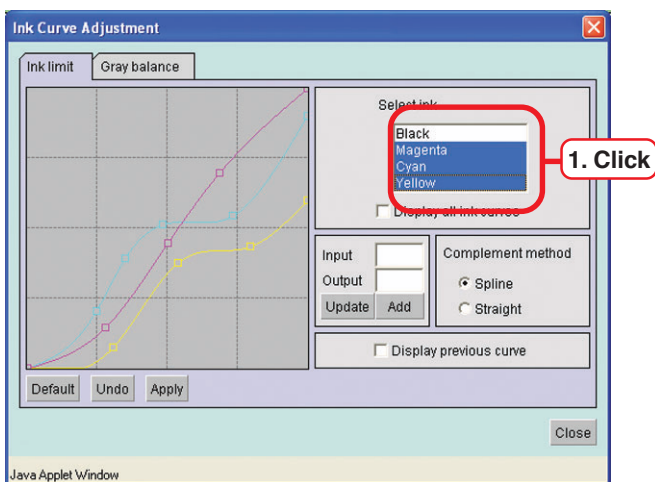 Ink Curve Adjustment
Ink limit
Gray balance
Select ink
Black
Magenta
Cyan
Yellow
1. Click
Display all ink curves
Input
Output
Update
Add
Complement method
Spline
Straight
Display previous curve
Default
Undo
Apply
Close
Java Applet Window